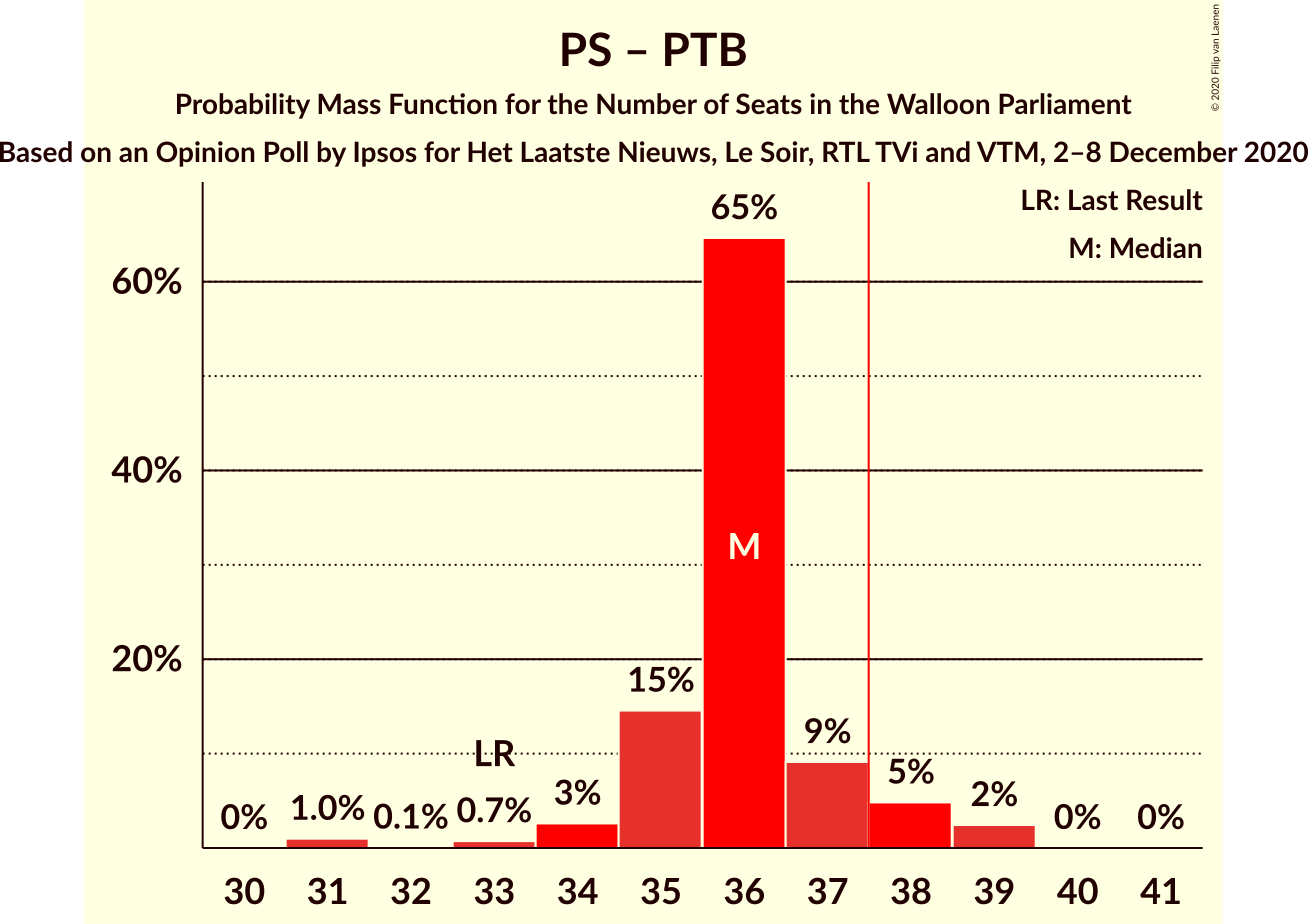 PS – PTB
Probability Mass Function for the Number of Seats in the Walloon Parliament
Based on an Opinion Poll by Ipsos for Het Laatste Nieuws, Le Soir, RTL TVi and VTM, 2–8 December 2020
© 2020 Filip van Laenen
LR: Last Result
M: Median
60%
40%
20%
0%
1.0%
0.1%
0.7%
LR
3%
15%
65%
M
9%
5%
2%
0%
0%
30 31 32 33 34 35 36 37 38 39 40 41